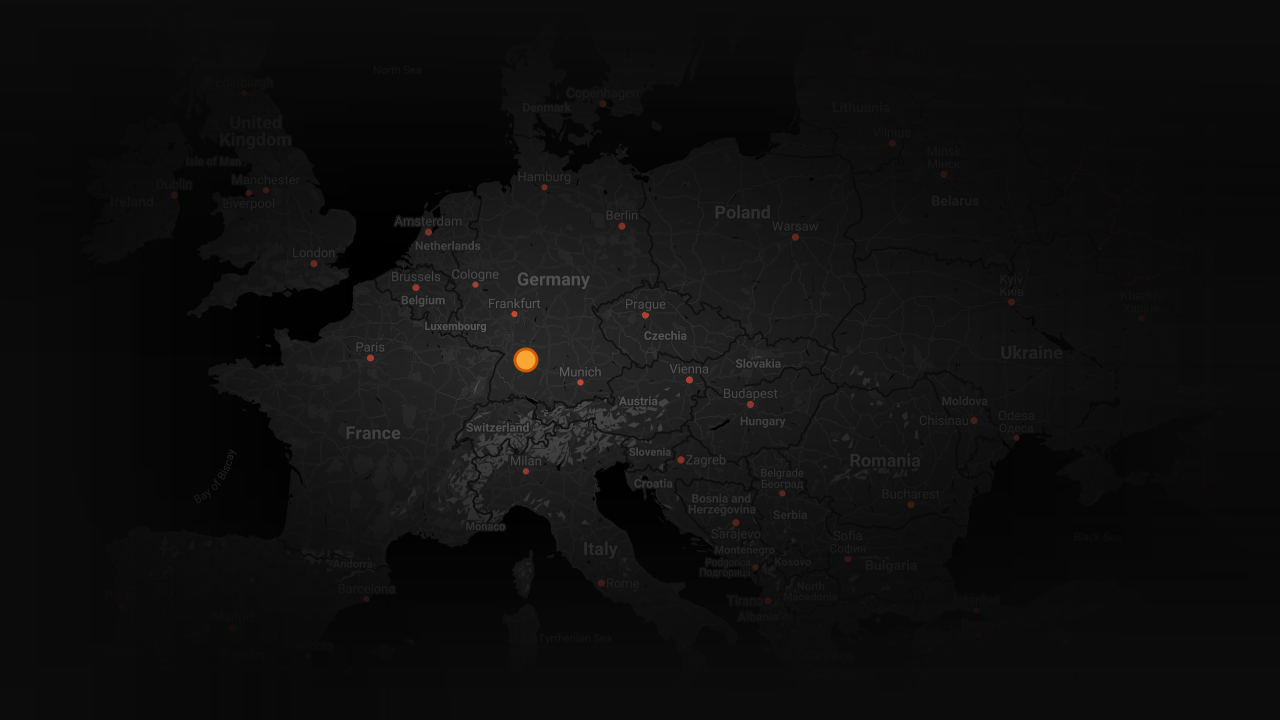 North Sea
Edinburgh
Copenhagen
Denmark
Lithuania
United
Kingdom
Vilnius
Minsk
Мінск
Isle of Man
Dublin
Manchester
Hamburg
Ireland
Liverpool
Belarus
Berlin
Poland
Amsterdam
Warsaw
Netherlands
London
Brussels
Cologne
Germany
Kyiv
Київ
Belgium
Frankfurt
Prague
Luxembourg
Czechia
Paris
Ukraine
Slovakia
Munich
Vienna
Budapest
Austria
Moldova
Hungary
Chisinau
Odesa
Одеса
France
Switzerland
Slovenia
Milan
Zagreb
Romania
Bay of Biscay
Croatia
Belgrade
Београд
Bosnia and
Herzegovina
Bucharest
Monaco
Serbia
Sarajevo
Sofia
София
Black Sea
Italy
Montenegro
Andorra
Podgorica
Подгорица
Kosovo
Bulgaria
Barcelona
Rome
North
Macedonia
Tirana
Albania
Tyrrhenian Sea